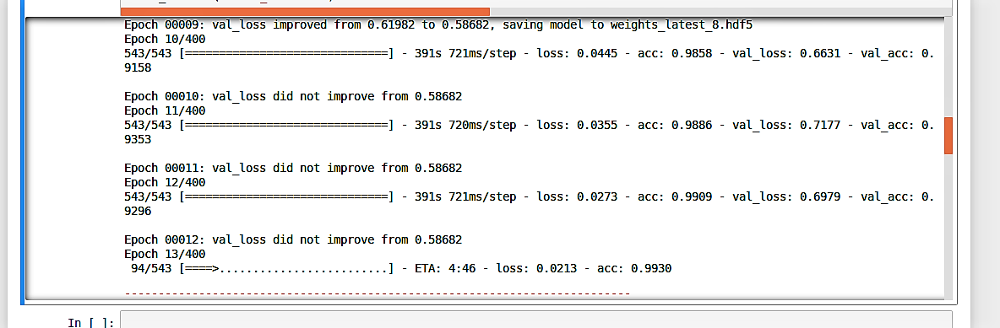 Epoch 00009: val_loss improved from 0.61982 to 0.58682, saving model to weights_latest_8.hdf5
Epoch 10/400
543/543 [==============================] - 391s 721ms/step - loss: 0.0445 - acc: 0.9858 - val_loss: 0.6631 - val_acc: 0.
9158
Epoch 00010: val_loss did not improve from 0.58682
Epoch 11/400
543/543 [==============================] - 391s 720ms/step - loss: 0.0355 - acc: 0.9886 - val_loss: 0.7177 - val_acc: 0.
9353
Epoch 00011: val_loss did not improve from 0.58682
Epoch 12/400
543/543 [==============================] - 391s 721ms/step - loss: 0.0273 - acc: 0.9909 - val_loss: 0.6979 - val_acc: 0.
9296
Epoch 00012: val_loss did not improve from 0.58682
Epoch 13/400
94/543 [====>.........................] - ETA: 4:46 - loss: 0.0213 - acc: 0.9930
---------------------------------------------------------------------------
In [ ]: